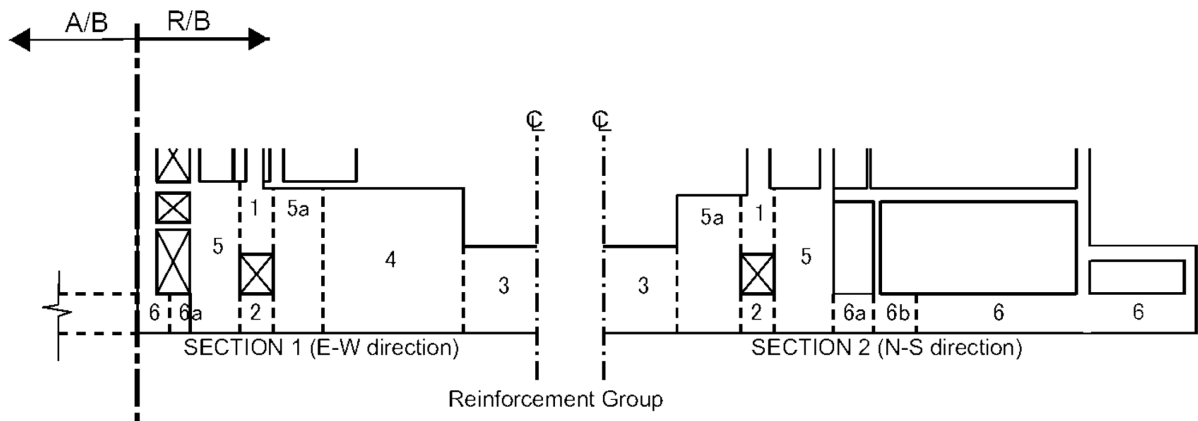 A/B R/B
℄ ℄
1 5a 5a 1
5 4 5
3 3
6 6a 2 2 6a 6b 6 6
SECTION 1 (E-W direction) SECTION 2 (N-S direction)
Reinforcement Group